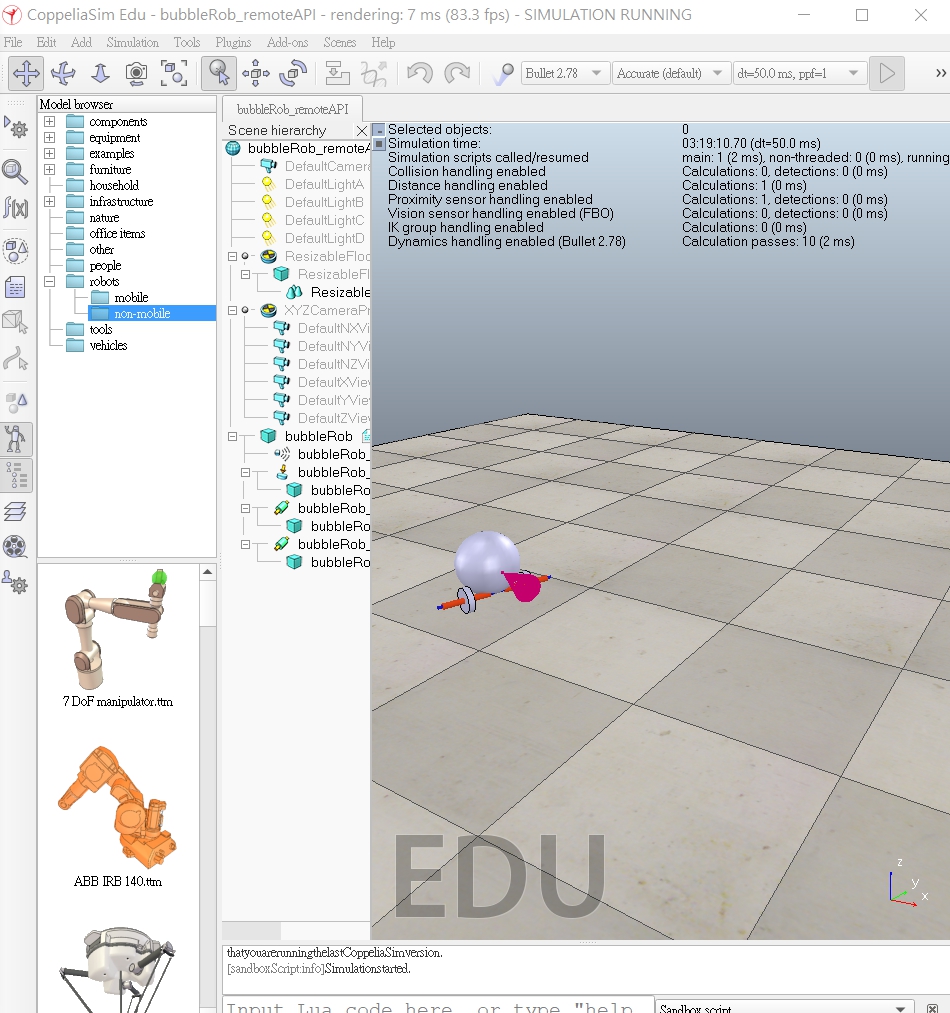 CoppeliaSim Edu - bubbleRob_remoteAPI - rendering: 7 ms (83.3 fps) - SIMULATION RUNNING
File Edit Add Simulation Tools Plugins Add-ons Scenes Help
Bullet 2.78 Accurate (default) dt=50.0 ms, ppf=1
Model browser
components
equipment
examples
furniture
household
infrastructure
nature
office items
other
people
robots
mobile
non-mobile
tools
vehicles
7 DoF manipulator.ttm
ABB IRB 140.ttm
bubbleRob_remoteAPI
Scene hierarchy
bubbleRob_remoteA
DefaultCamer
DefaultLightA
DefaultLightB
DefaultLightC
DefaultLightD
ResizableFloo
ResizableFl
Resizable
XYZCameraPr
DefaultNXVi
DefaultNYVi
DefaultNZVi
DefaultXViev
DefaultYViev
DefaultZViev
bubbleRob
bubbleRob_
bubbleRob_
bubbleRo
bubbleRob_
bubbleRo
bubbleRob_
bubbleRo
Selected objects: 0
Simulation time: 03:19:10.70 (dt=50.0 ms)
Simulation scripts called/resumed main: 1 (2 ms), non-threaded: 0 (0 ms), running
Collision handling enabled Calculations: 0, detections: 0 (0 ms)
Distance handling enabled Calculations: 1 (0 ms)
Proximity sensor handling enabled Calculations: 1, detections: 0 (0 ms)
Vision sensor handling enabled (FBO) Calculations: 0, detections: 0 (0 ms)
IK group handling enabled Calculations: 0 (0 ms)
Dynamics handling enabled (Bullet 2.78) Calculation passes: 10 (2 ms)
EDU
z
y
x
thatyouarerunningthelastCoppeliaSimversion.
[sandboxScript:info]Simulationstarted.
Input Lua code here, or type "help
Sandbox script